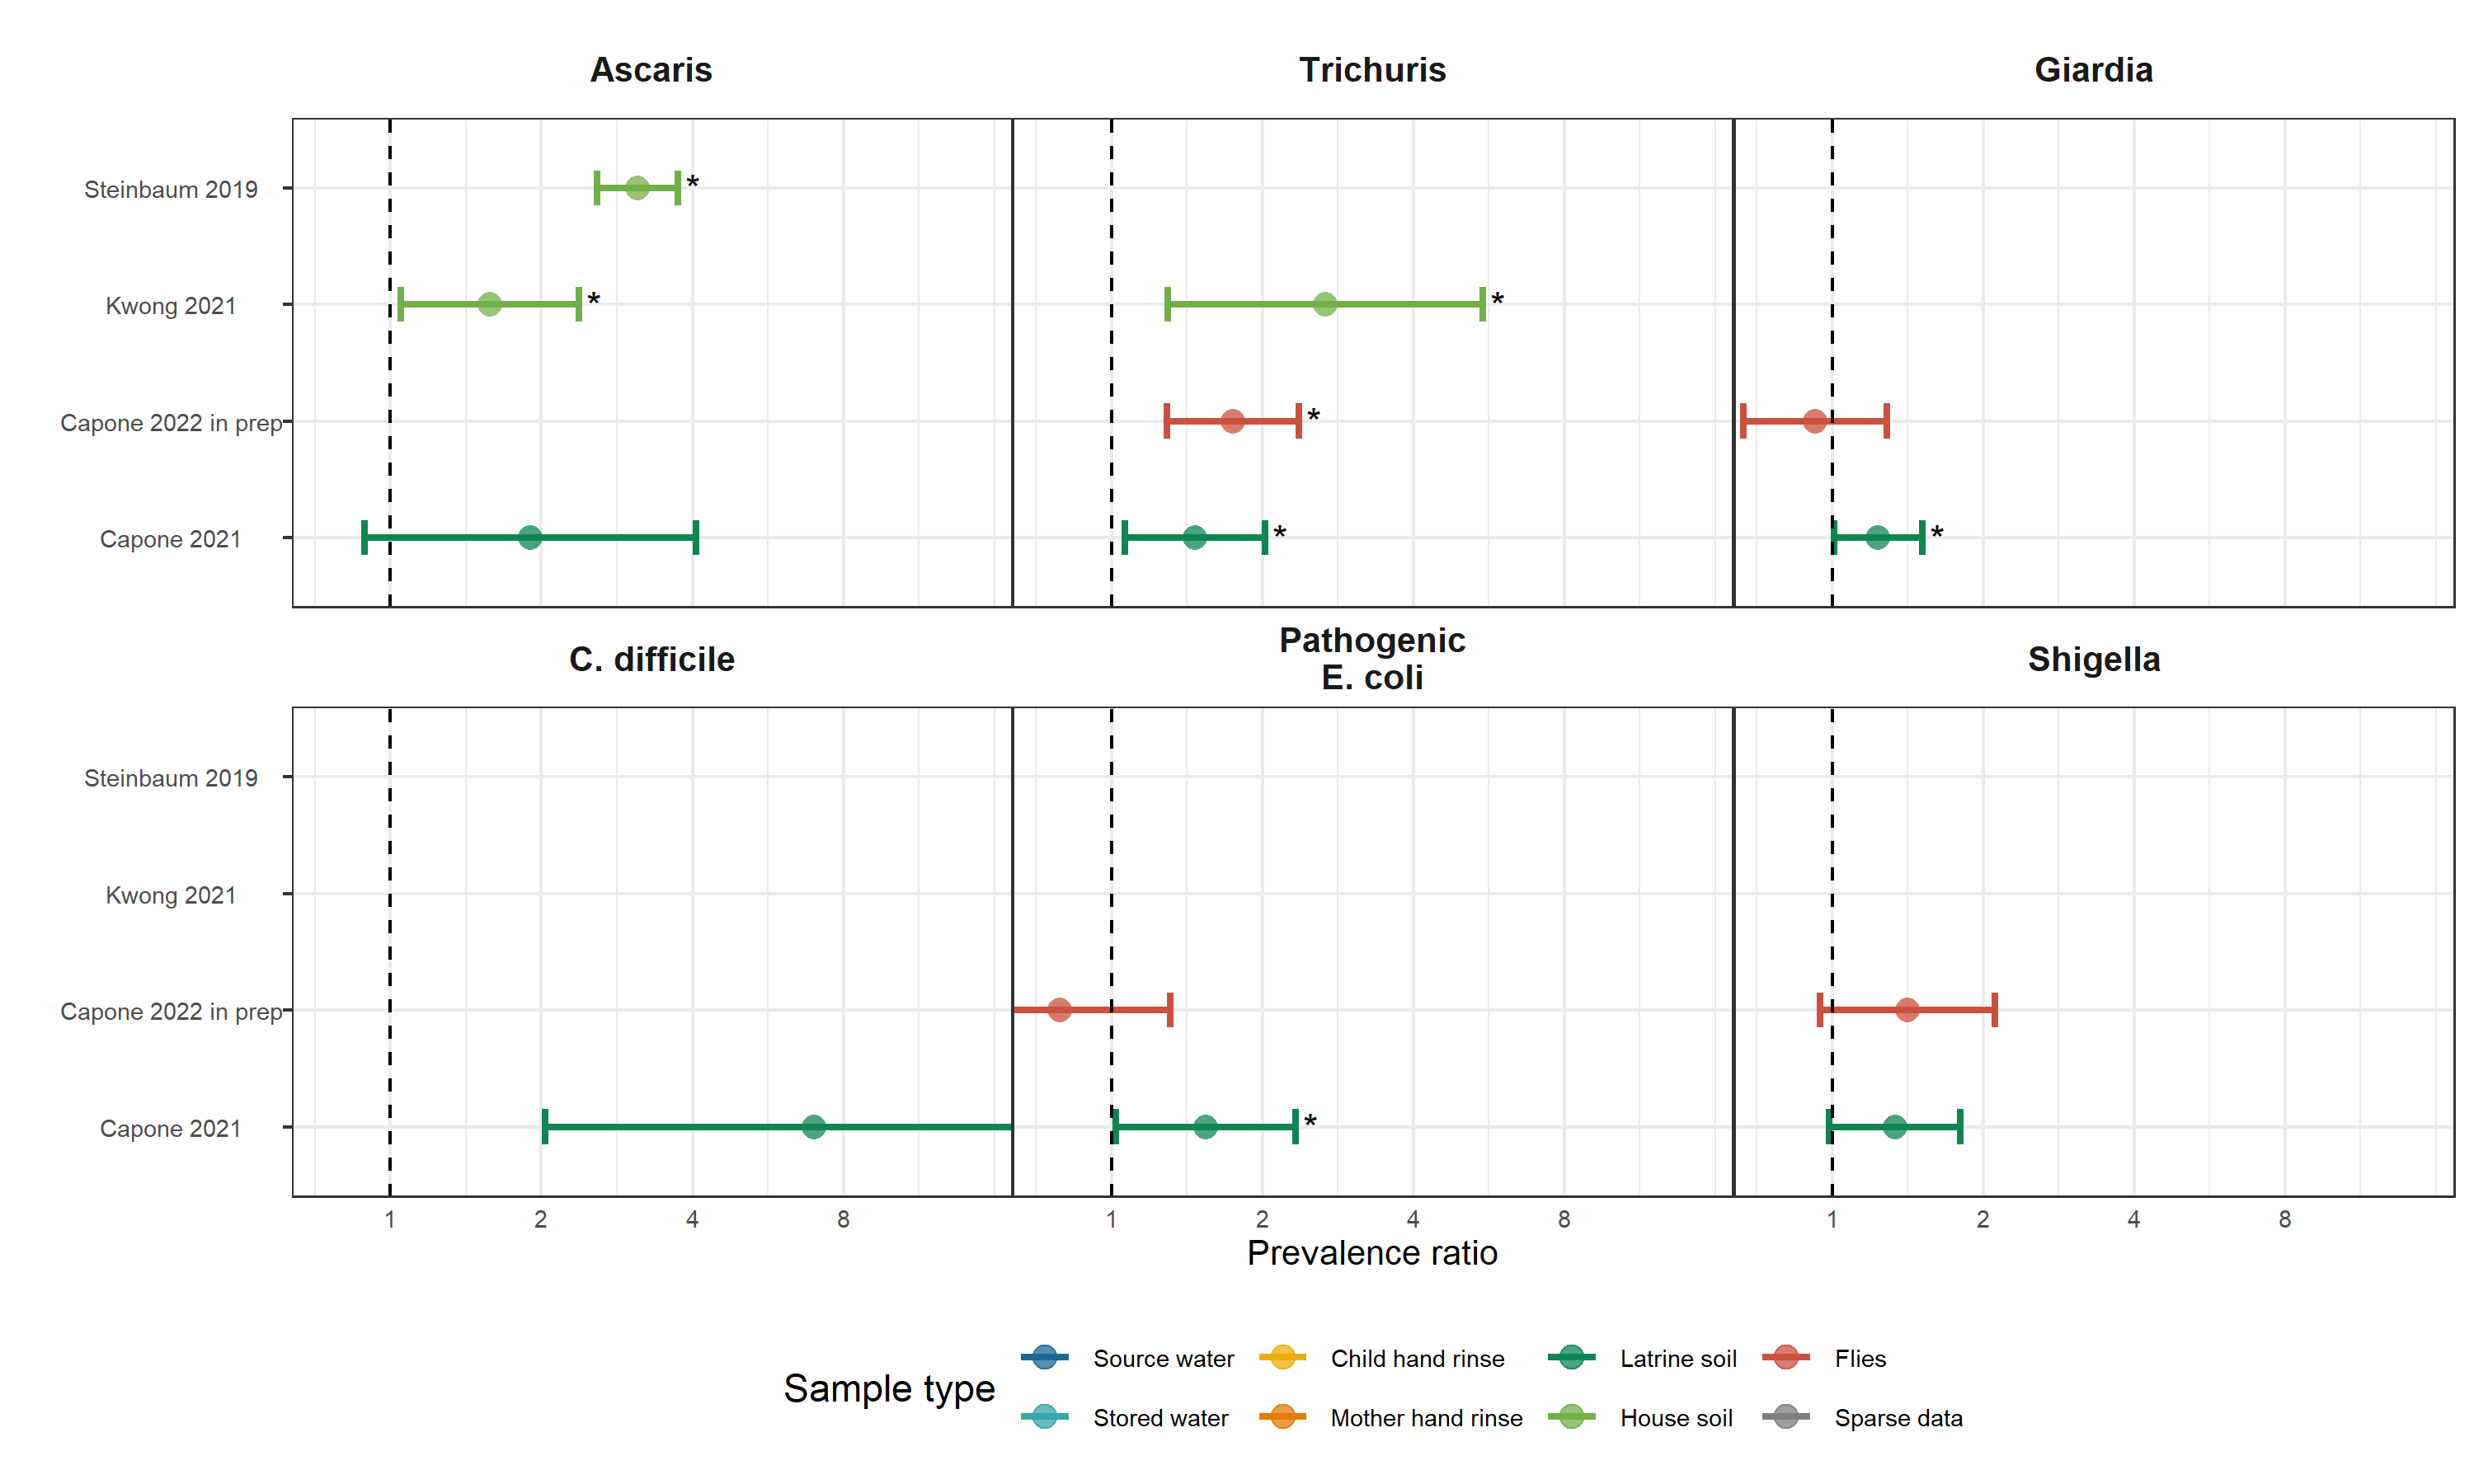 Ascaris Trichuris Giardia
Steinbaum 2019 *
Kwong 2021 * *
Capone 2022 in prep *
Capone 2021 * *
C. difficile Pathogenic E. coli Shigella
Steinbaum 2019
Kwong 2021
Capone 2022 in prep
Capone 2021 *
1 2 4 8 1 2 4 8 1 2 4 8
Prevalence ratio
Sample type
Source water Child hand rinse Latrine soil Flies
Stored water Mother hand rinse House soil Sparse data